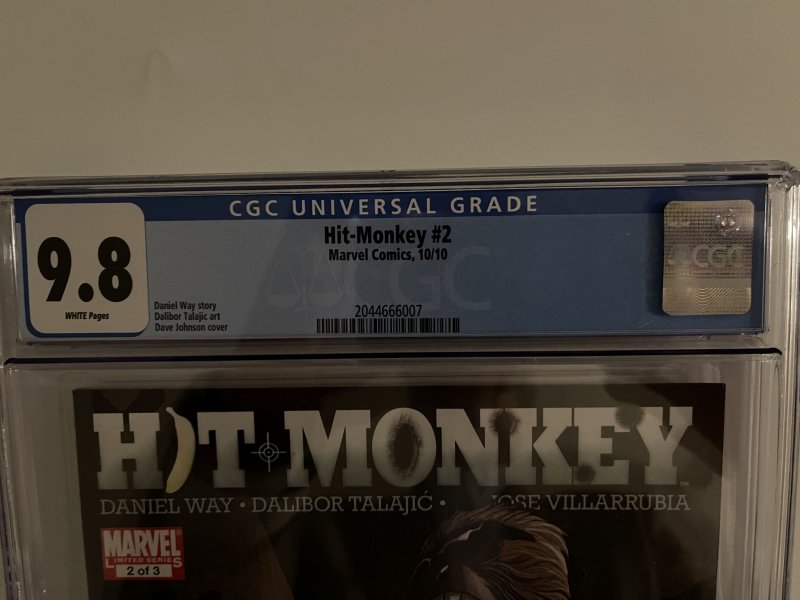 CGC UNIVERSAL GRADE
9.8
WHITE Pages
Hit-Monkey #2
Marvel Comics, 10/10
Daniel Way story
Dalibor Talajic art
Dave Johnson cover
CGC
2044666007
CGC
HIT-MONKEY
TM
DANIEL WAY • DALIBOR TALAJIĆ • JOSE VILLARRUBIA
MARVEL
LIMITED SERIES
2 of 3